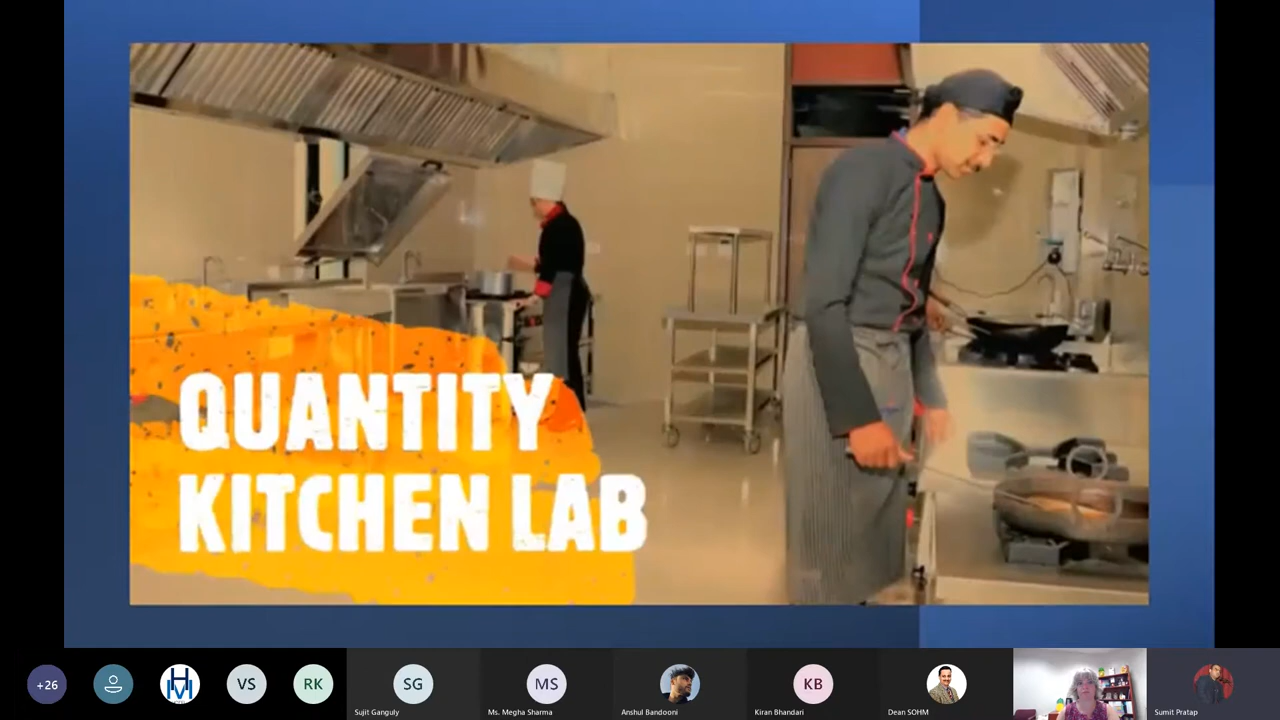 QUANTITY
KITCHEN LAB
+26
HM
VS
RK
SG
MS
KB
Sujit Ganguly
Ms. Megha Sharma
Anshul Bandooni
Kiran Bhandari
Dean SOHM
Sumit Pratap